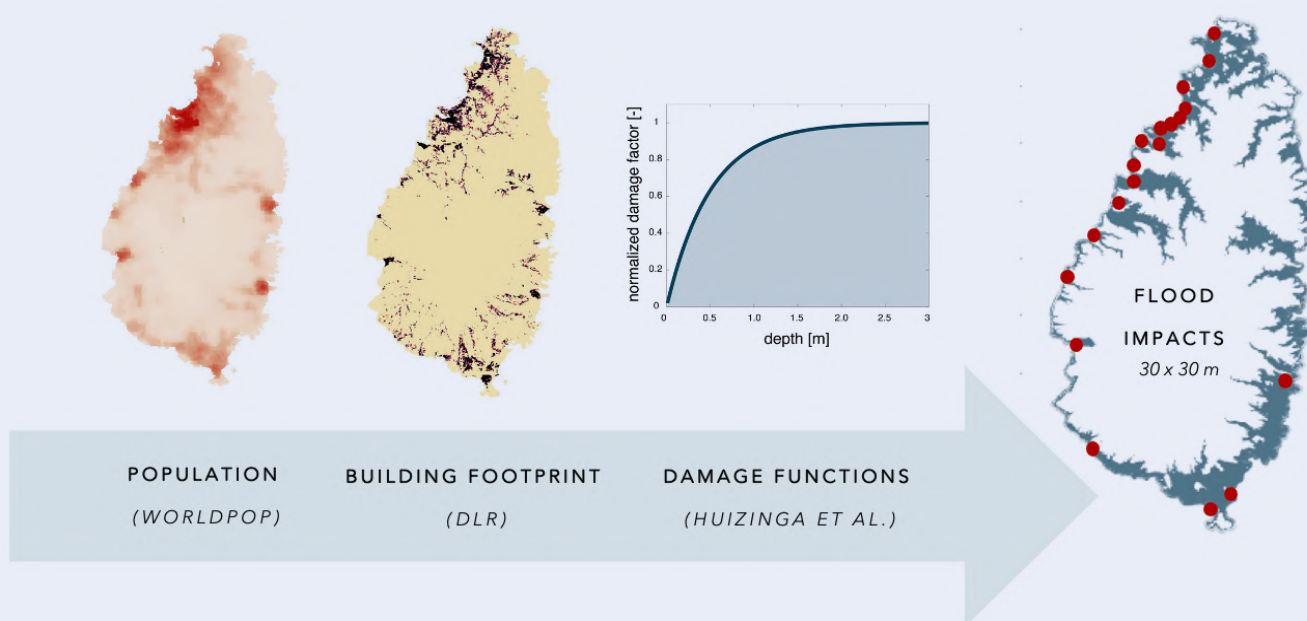 normalized damage factor [-]
1
0.8
0.6
0.4
0.2
0
0
0.5
1.0
1.5
2.0
2.5
3
depth [m]
FLOOD
IMPACTS
30 x 30 m
POPULATION
(WORLDPOP)
BUILDING FOOTPRINT
(DLR)
DAMAGE FUNCTIONS
(HUIZINGA ET AL.)